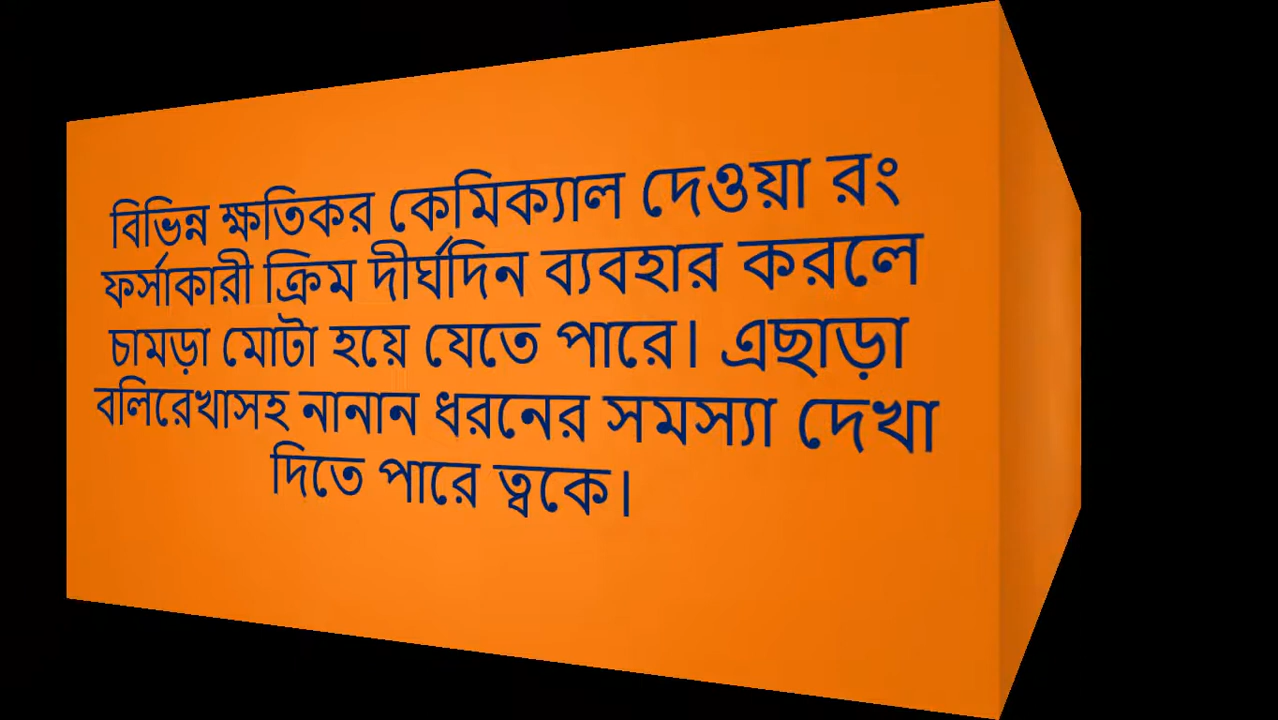 বিভিন্ন ক্ষতিকর কেমিক্যাল দেওয়া রং
ফর্সাকারী ক্রিম দীর্ঘদিন ব্যবহার করলে
চামড়া মোটা হয়ে যেতে পারে। এছাড়া
বলিরেখাসহ নানান ধরনের সমস্যা দেখা
দিতে পারে ত্বকে।